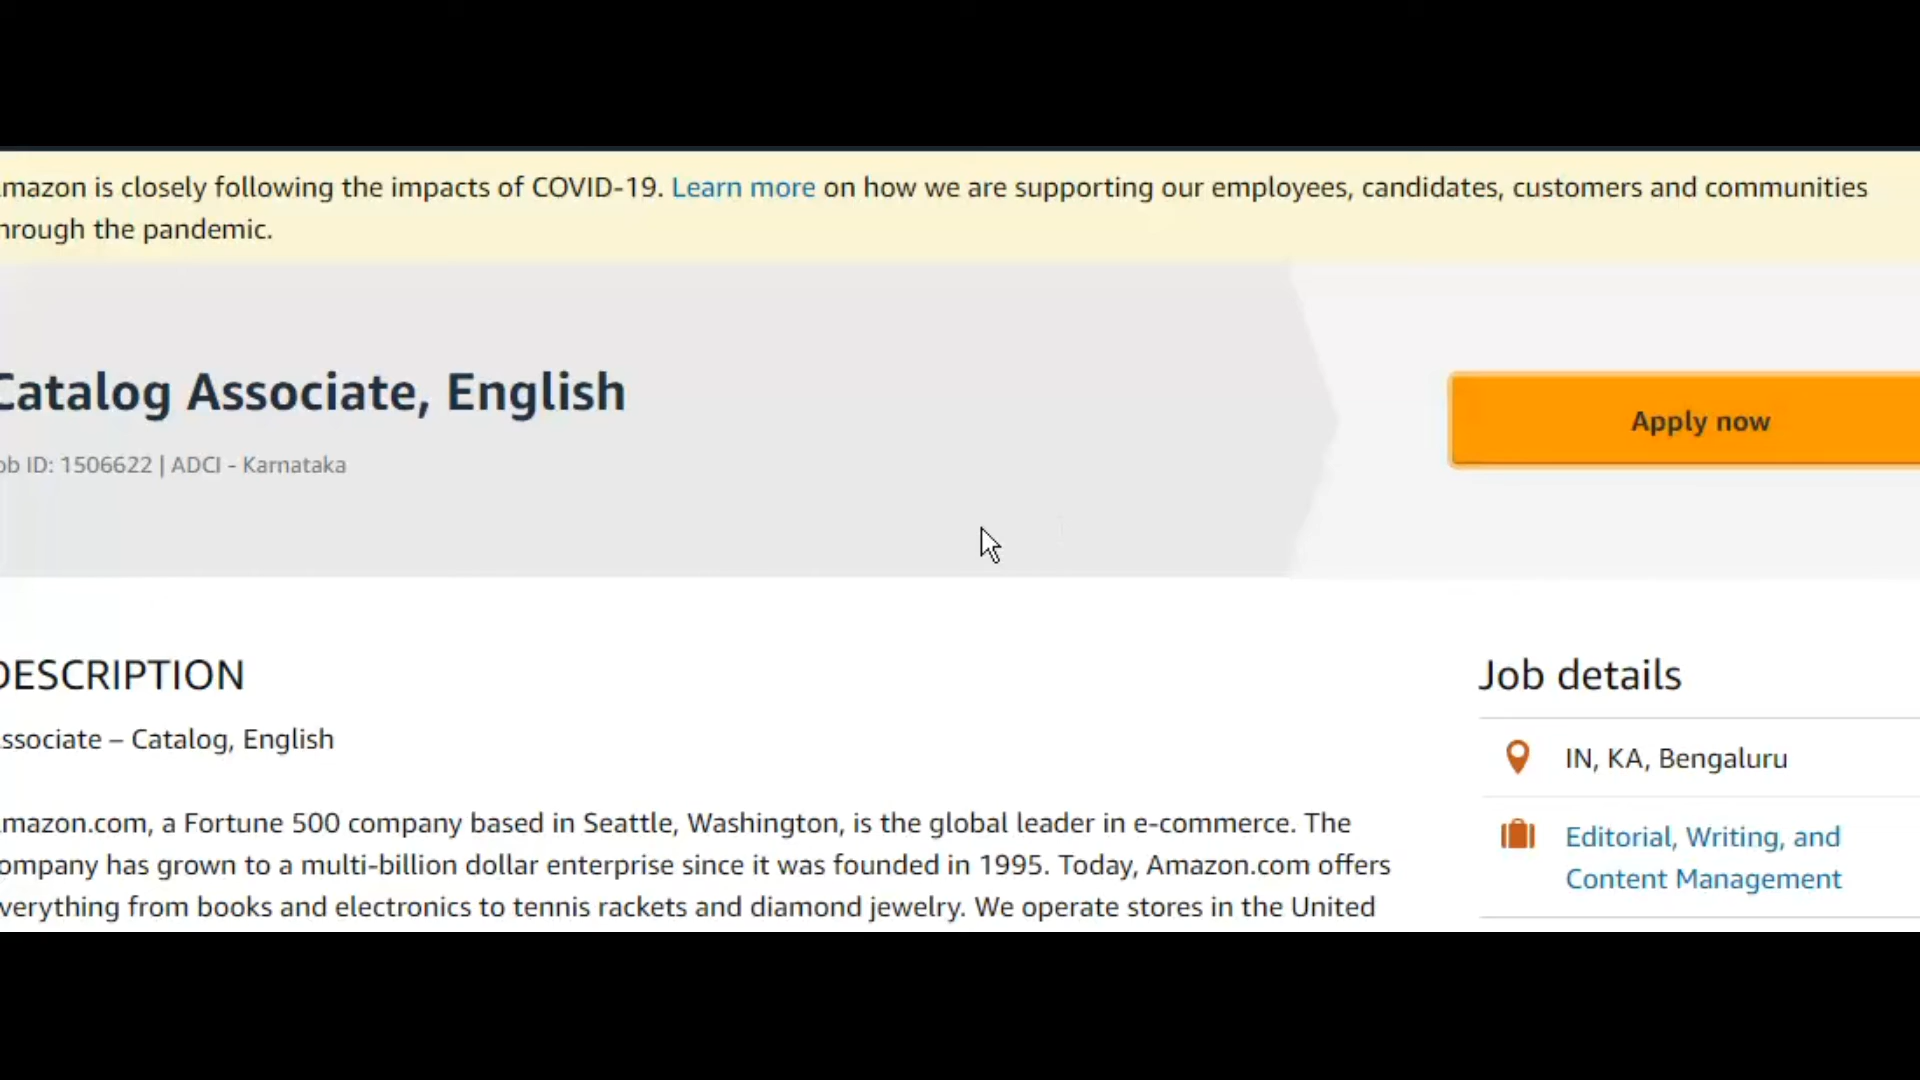 mazon is closely following the impacts of COVID-19. Learn more on how we are supporting our employees, candidates, customers and communities
hrough the pandemic.
Catalog Associate, English
ob ID: 1506622 | ADCI - Karnataka
Apply now
DESCRIPTION
ssociate – Catalog, English
mazon.com, a Fortune 500 company based in Seattle, Washington, is the global leader in e-commerce. The
ompany has grown to a multi-billion dollar enterprise since it was founded in 1995. Today, Amazon.com offers
verything from books and electronics to tennis rackets and diamond jewelry. We operate stores in the United
Job details
IN, KA, Bengaluru
Editorial, Writing, and
Content Management